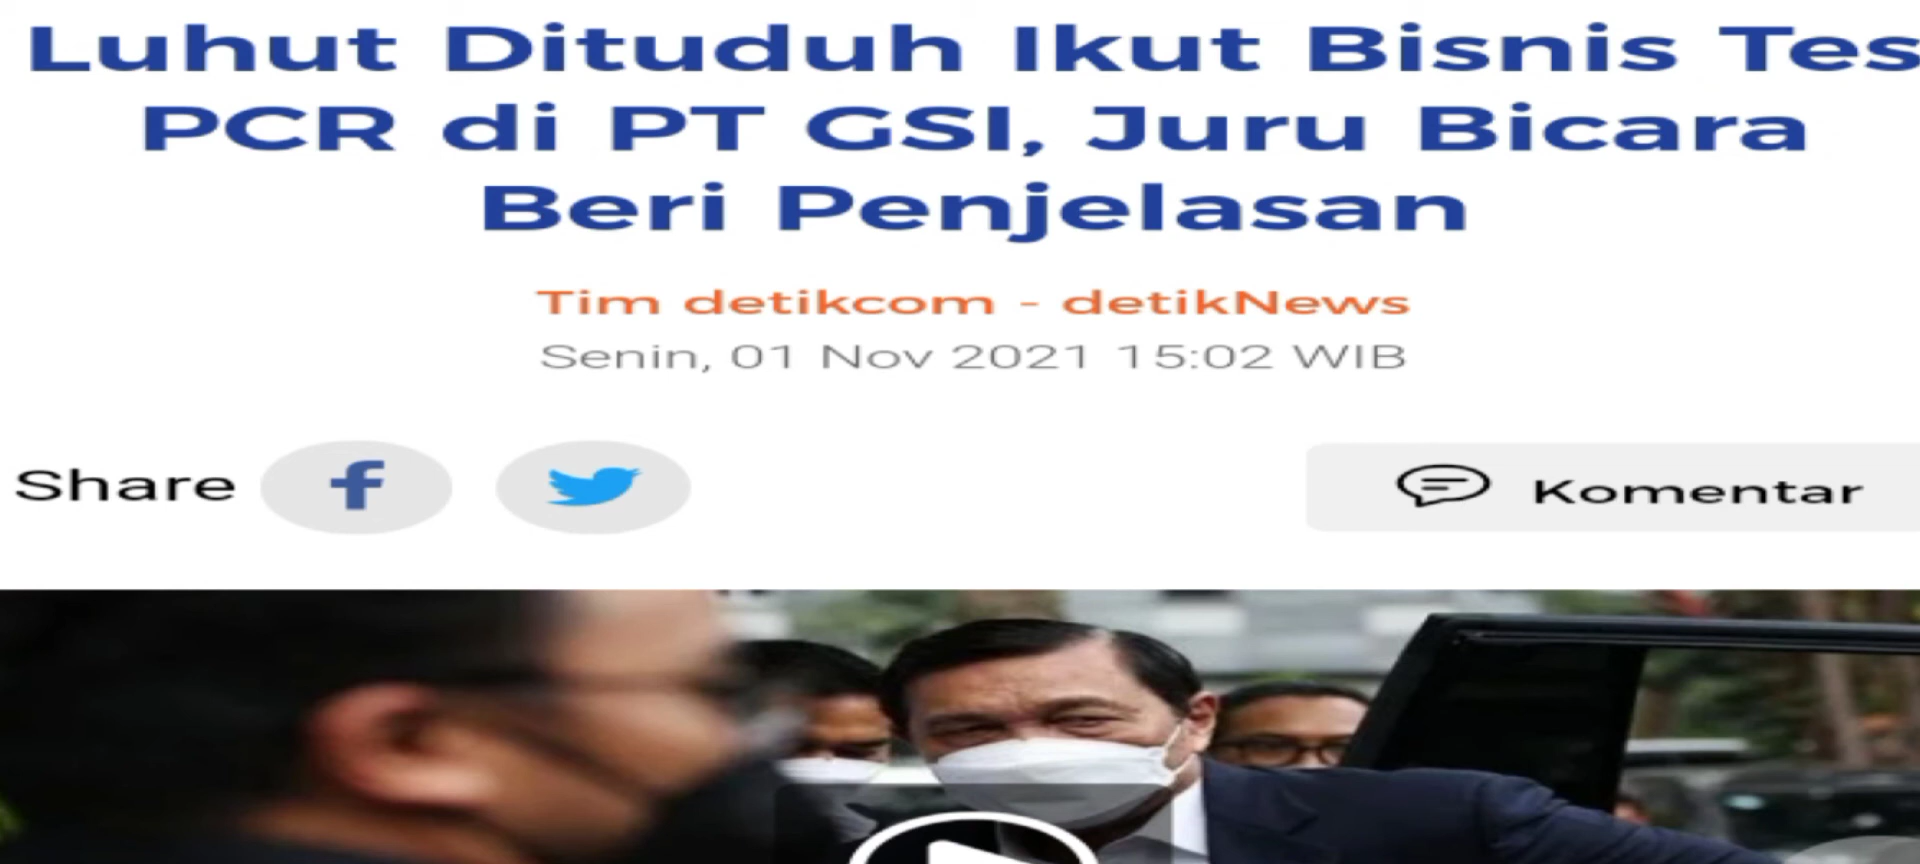 Luhut Dituduh Ikut Bisnis Tes
PCR di PT GSI, Juru Bicara
Beri Penjelasan
Tim detikcom - detikNews
Senin, 01 Nov 2021 15:02 WIB
Share
Komentar